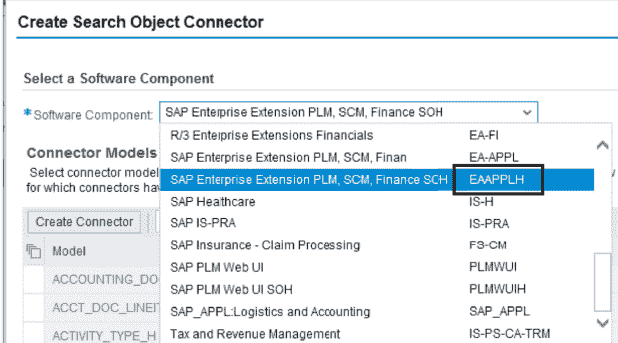 Create Search Object Connector
Select a Software Component
*Software Component: SAP Enterprise Extension PLM, SCM, Finance SOH
R/3 Enterprise Extensions Financials EA-FI
SAP Enterprise Extension PLM, SCM, Finan EA-APPL
SAP Enterprise Extension PLM, SCM, Finance SOH EAAPPLH
SAP Healthcare IS-H
SAP IS-PRA IS-PRA
SAP Insurance - Claim Processing FS-CM
SAP PLM Web UI PLMWUI
SAP PLM Web UI SOH PLMWUIH
SAP_APPL:Logistics and Accounting SAP_APPL
Tax and Revenue Management IS-PS-CA-TRM
Connector Models
Select connector model
for which connectors hav
Create Connector
Model
ACCOUNTING_DO
ACCT_DOC_LINEIT
ACTIVITY_TYPE_H